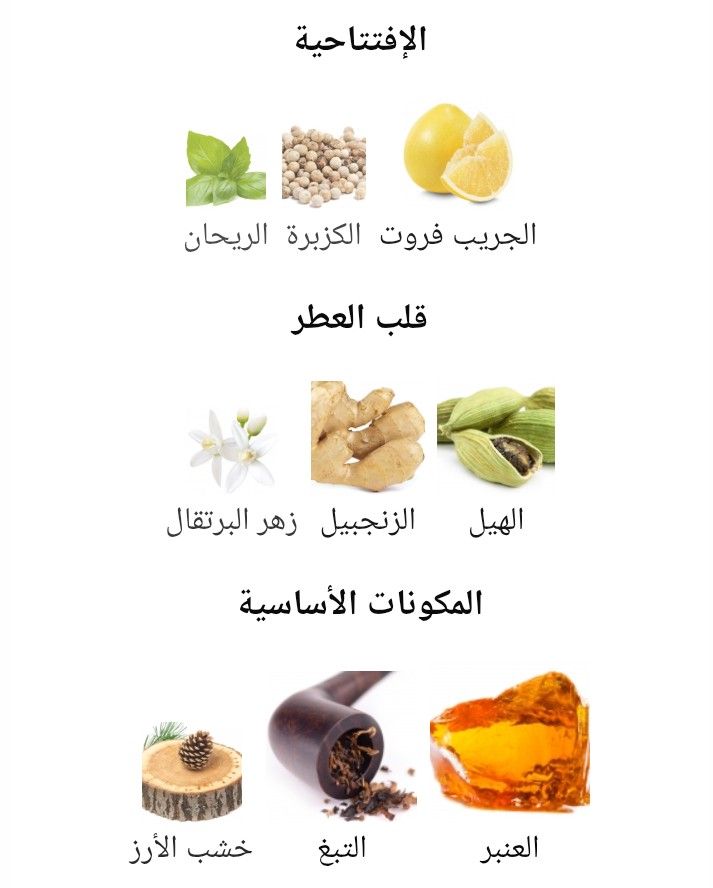 الإفتتاحية
الجريب فروت الكزبرة الريحان
قلب العطر
الهيل الزنجبيل زهر البرتقال
المكونات الأساسية
العنبر التبغ خشب الأرز